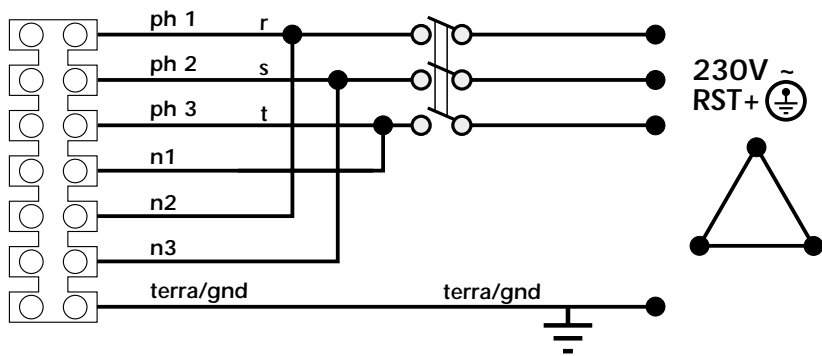 ph 1 r
ph 2 s
ph 3 t
n1
n2
n3
terra/gnd terra/gnd
230V ~
RST+